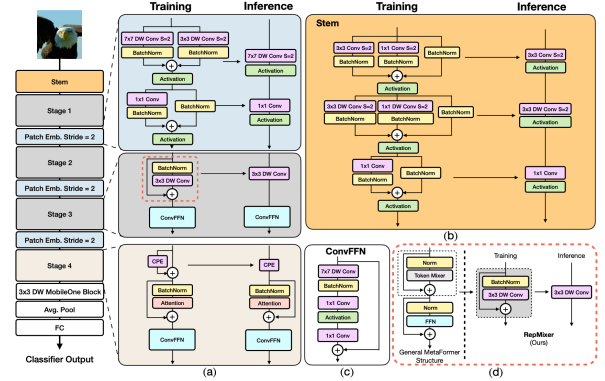 Stem
Stage 1
Patch Emb. Stride = 2
Stage 2
Patch Emb. Stride = 2
Stage 3
Patch Emb. Stride = 2
Stage 4
3x3 DW MobileOne Block
Avg. Pool
FC
Classifier Output
Training
Inference
7x7 DW Conv S=2
3x3 DW Conv S=2
BatchNorm
BatchNorm
7x7 DW Conv S=2
Activation
Activation
1x1 Conv
BatchNorm
BatchNorm
1x1 Conv
Activation
Activation
BatchNorm
3x3 DW Conv
3x3 DW Conv
ConvFFN
ConvFFN
CPE
CPE
BatchNorm
Attention
BatchNorm
Attention
ConvFFN
ConvFFN
(a)
Stem
Training
Inference
3x3 Conv S=2
1x1 Conv S=2
BatchNorm
BatchNorm
BatchNorm
3x3 Conv S=2
Activation
Activation
3x3 DW Conv S=2
1x1 DW Conv S=2
BatchNorm
BatchNorm
BatchNorm
3x3 DW Conv S=2
Activation
Activation
1x1 Conv
BatchNorm
BatchNorm
1x1 Conv
Activation
Activation
(b)
ConvFFN
7x7 DW Conv
BatchNorm
1x1 Conv
Activation
1x1 Conv
(c)
Norm
Token Mixer
Norm
FFN
General MetaFormer
Structure
Training
Inference
BatchNorm
3x3 DW Conv
3x3 DW Conv
RepMixer
(Ours)
(d)